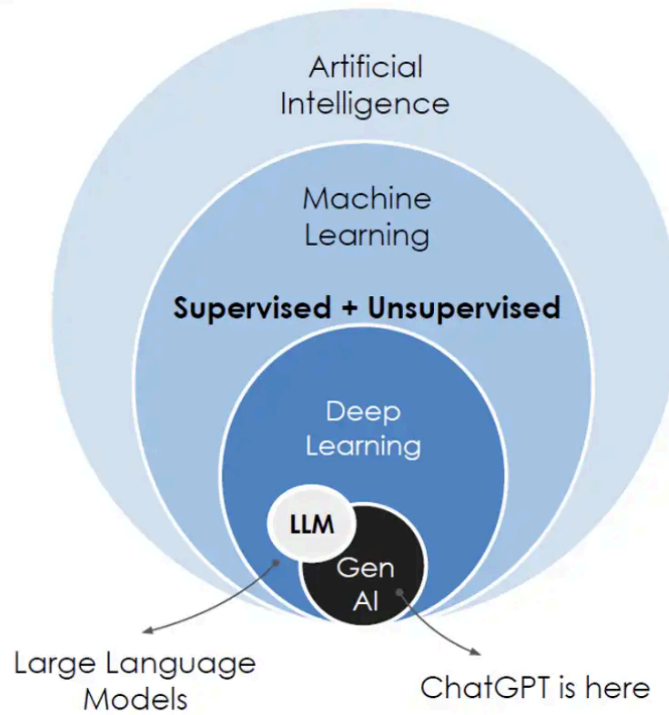 Artificial
Intelligence
Machine
Learning
Supervised + Unsupervised
Deep
Learning
LLM
Gen
AI
Large Language
Models
ChatGPT is here